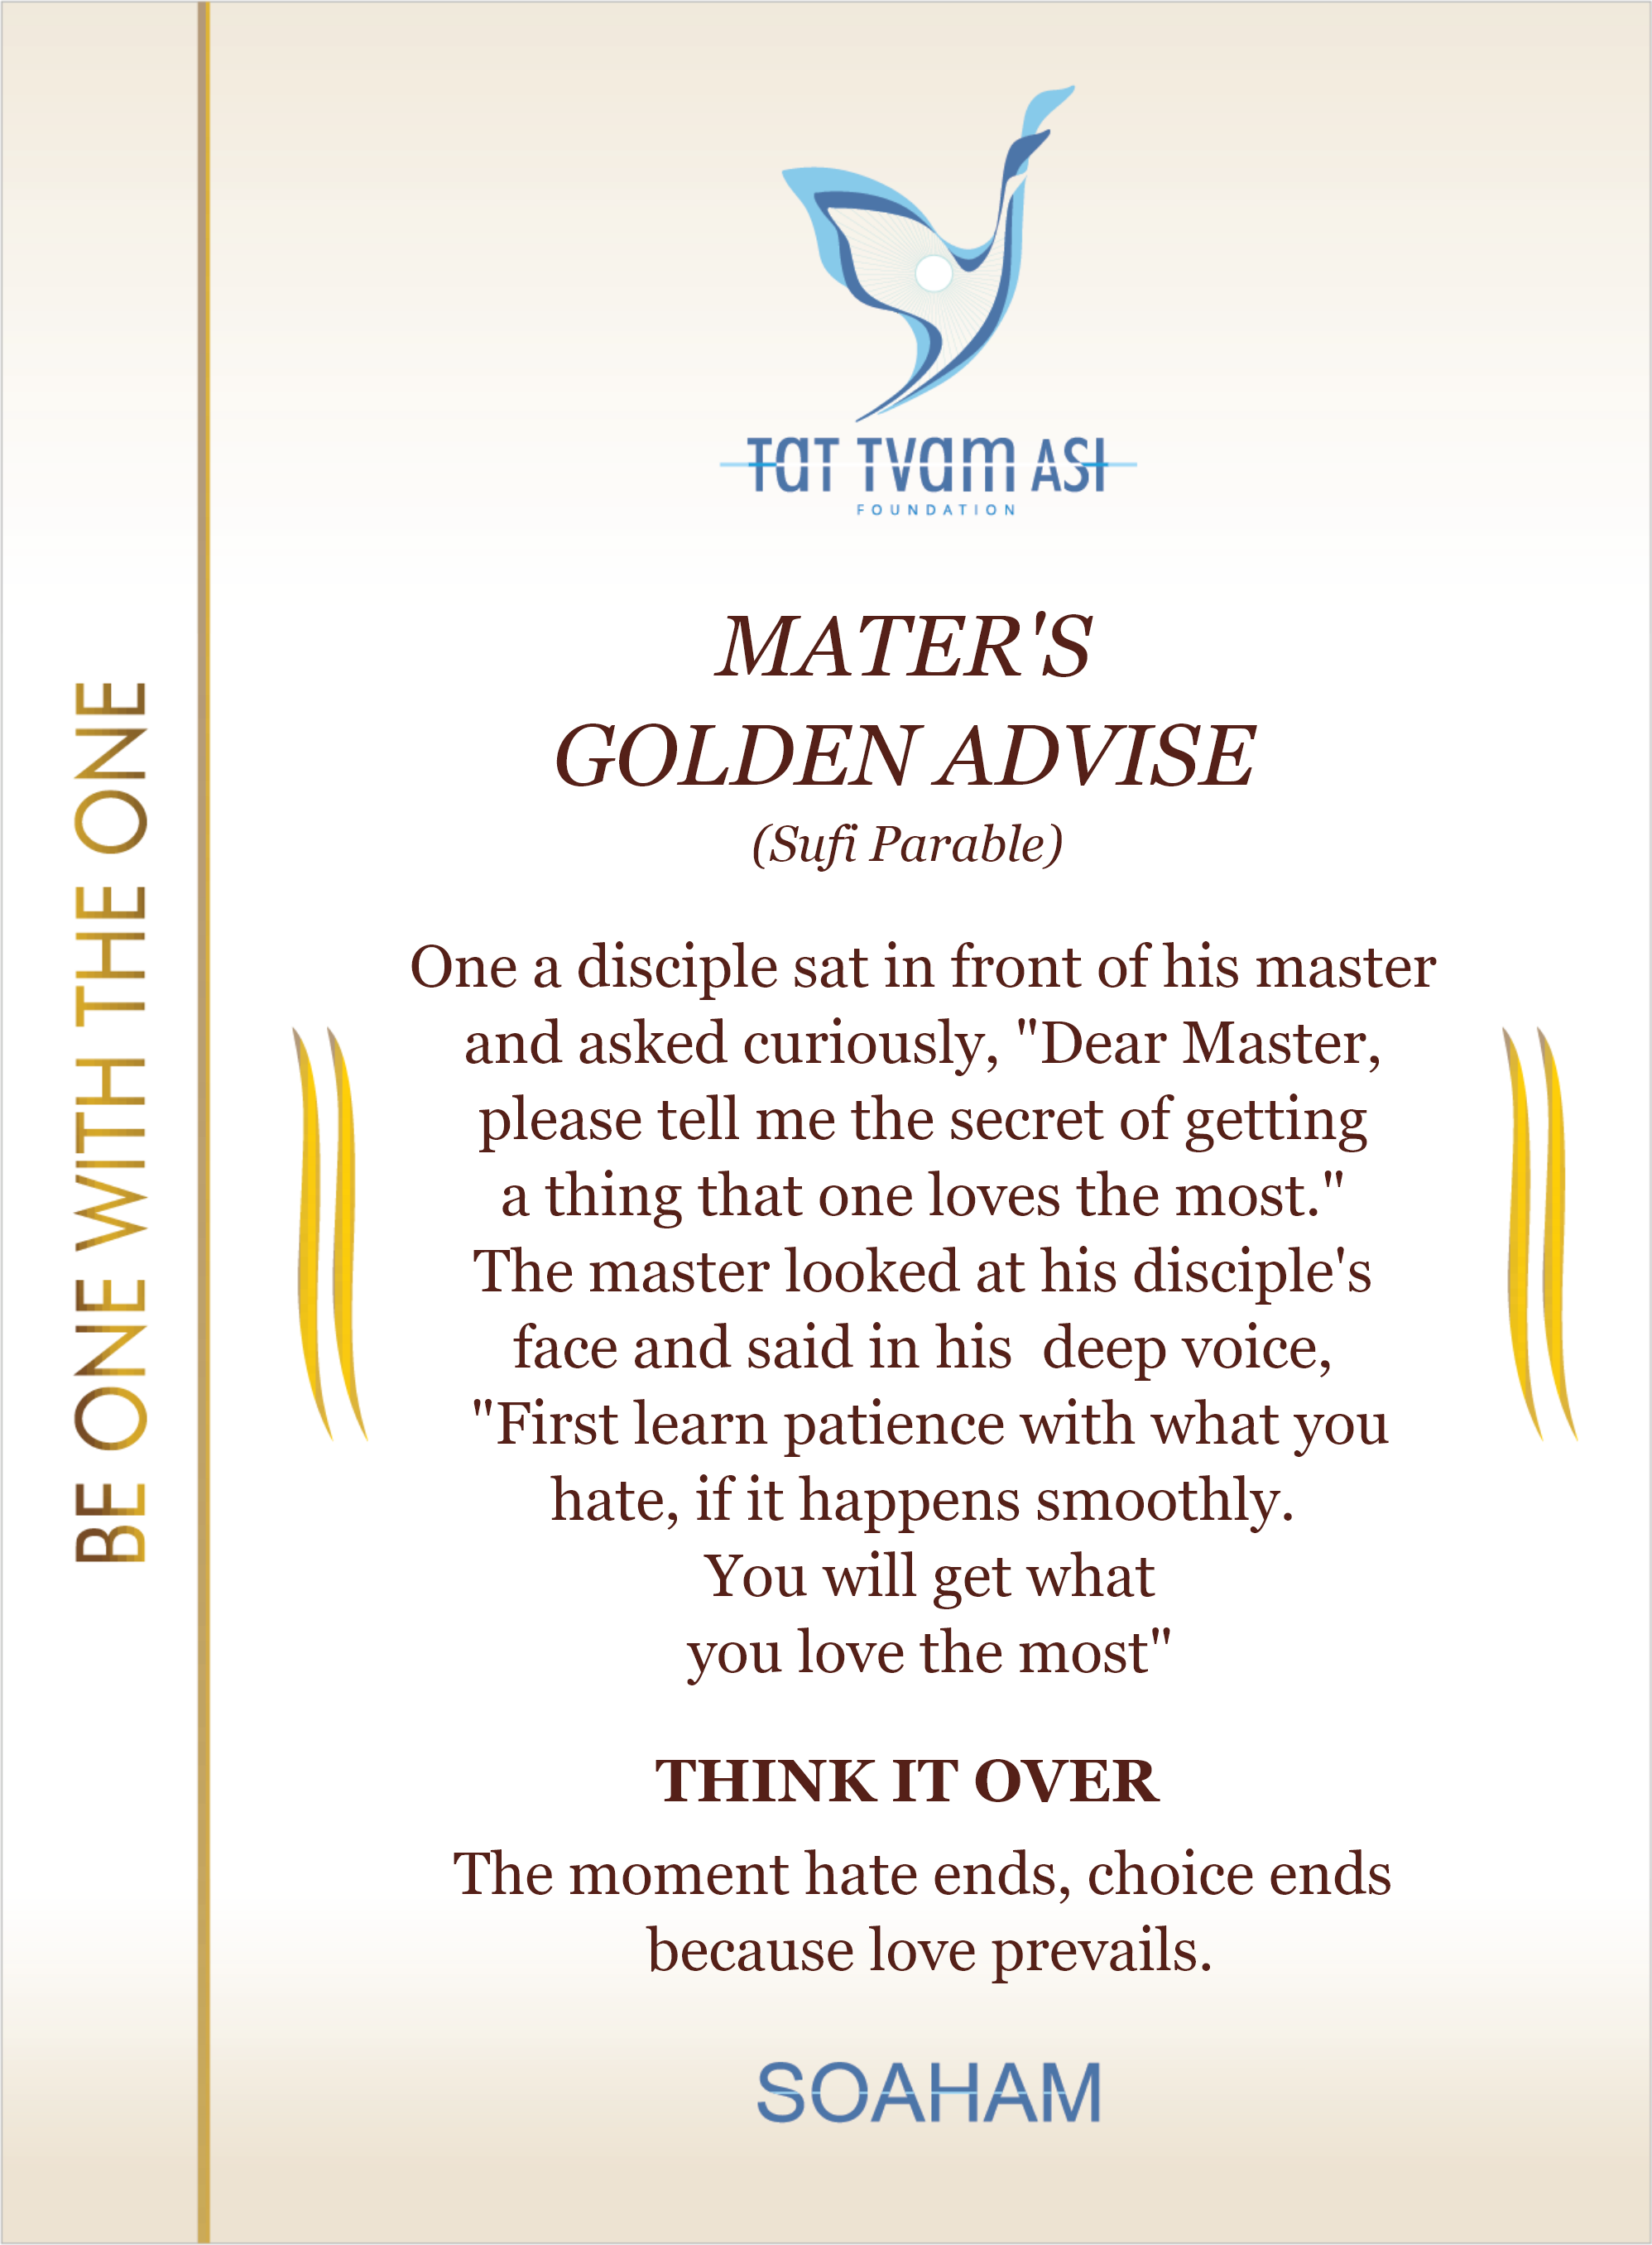 TAT TVAM ASI
FOUNDATION
MATER'S
GOLDEN ADVISE
(Sufi Parable)
One a disciple sat in front of his master
and asked curiously, "Dear Master,
please tell me the secret of getting
a thing that one loves the most."
The master looked at his disciple's
face and said in his  deep voice,
"First learn patience with what you
hate, if it happens smoothly.
You will get what
you love the most"
THINK IT OVER
The moment hate ends, choice ends
because love prevails.
SOAHAM
BE ONE WITH THE ONE